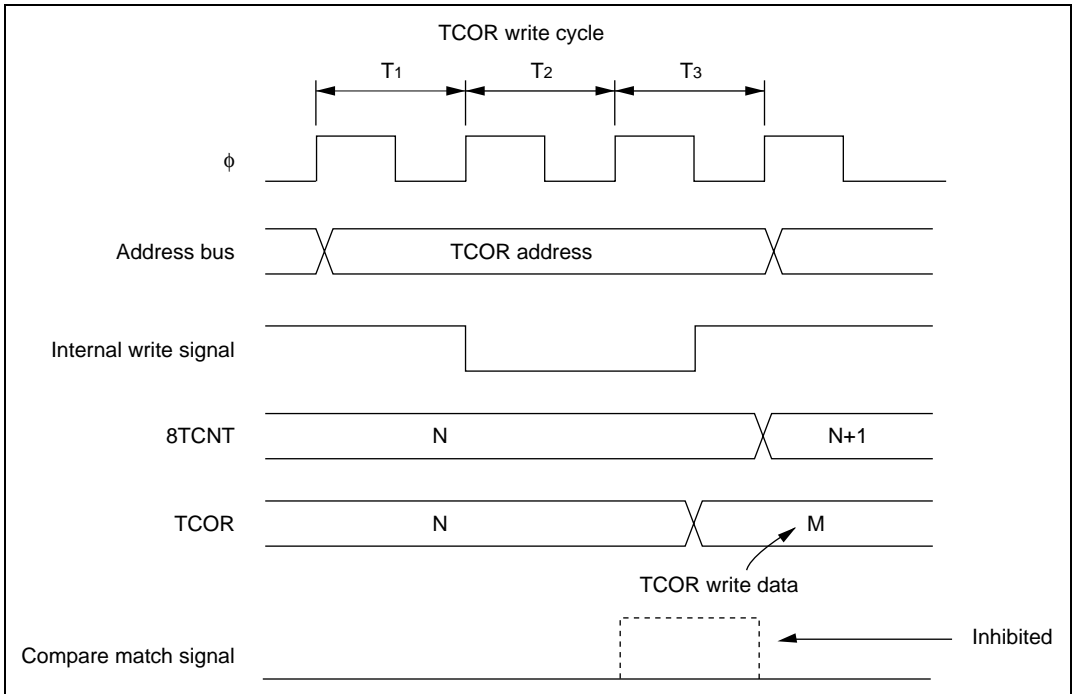 TCOR write cycle
T1 T2 T3
φ
Address bus TCOR address
Internal write signal
8TCNT N N+1
TCOR N M
TCOR write data
Inhibited
Compare match signal